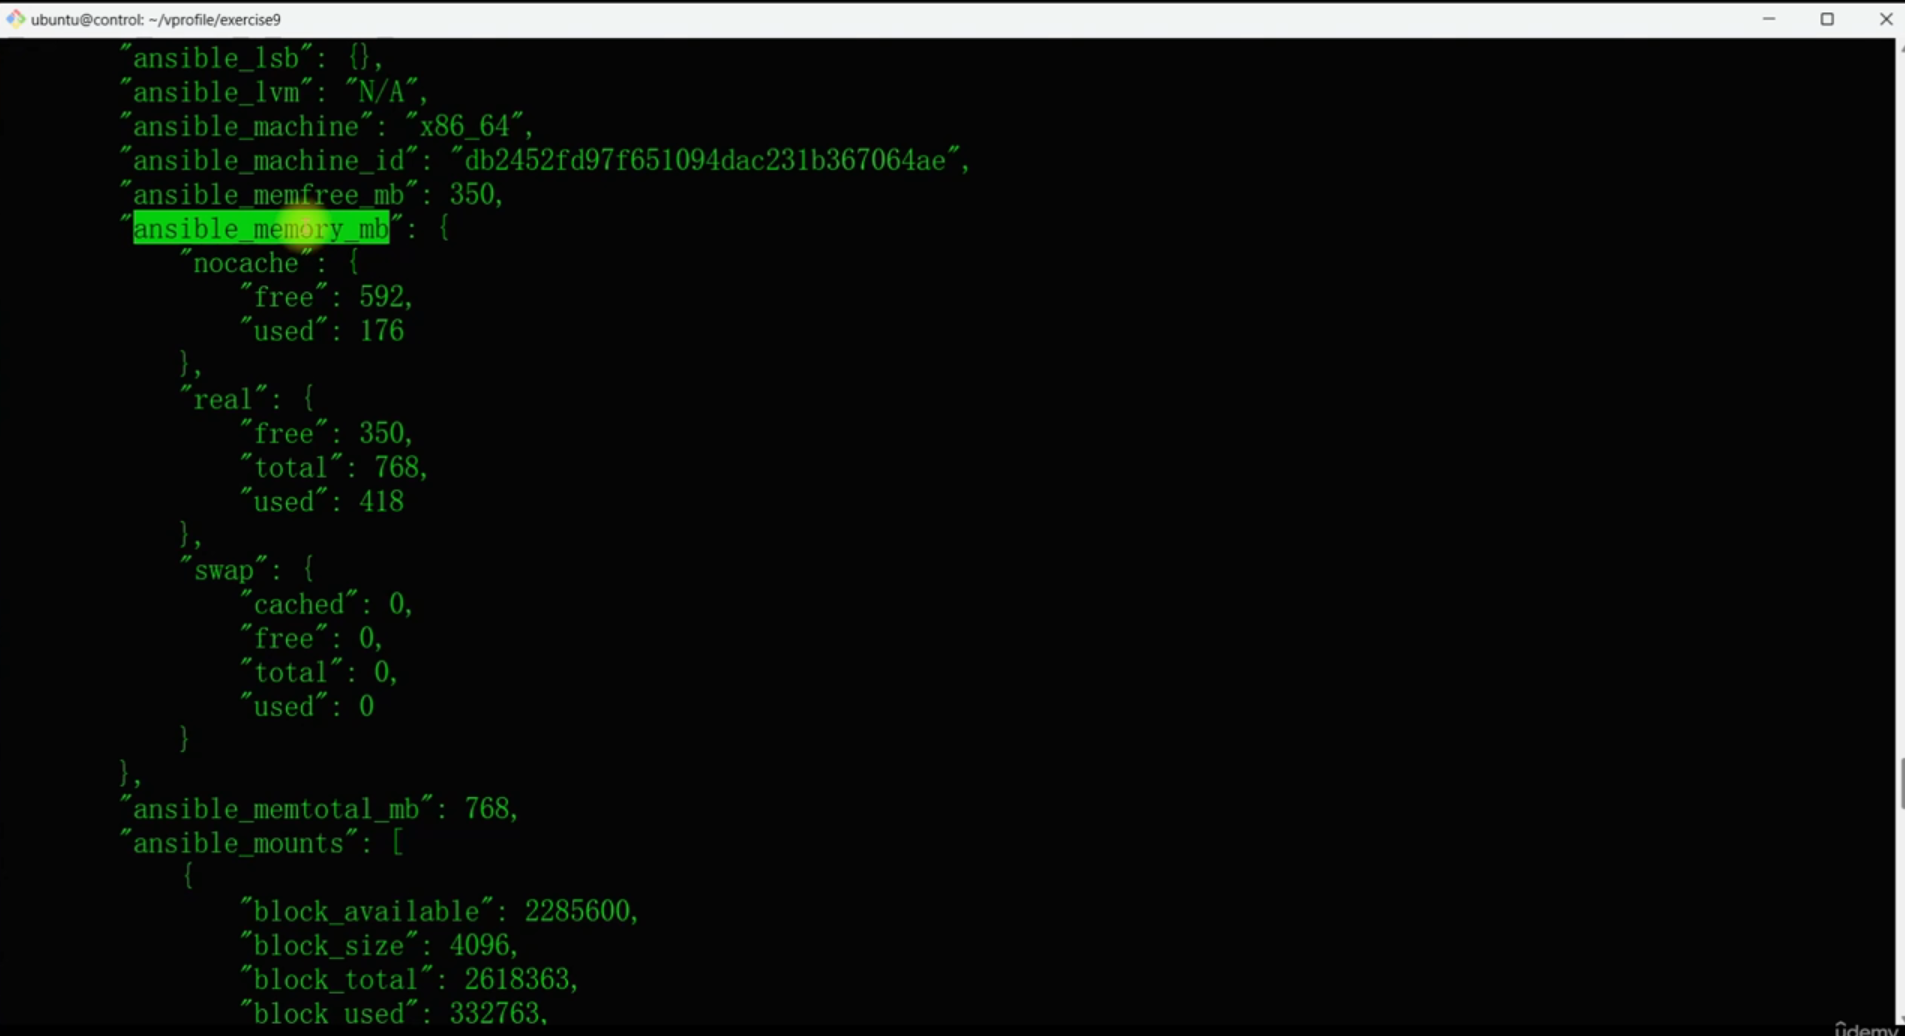 ubuntu@control: ~/vprofile/exercise9
"ansible_lsb": {},
"ansible_lvm": "N/A",
"ansible_machine": "x86_64",
"ansible_machine_id": "db2452fd97f651094dac231b367064ae",
"ansible_memfree_mb": 350,
"ansible_memory_mb": {
"nocache": {
"free": 592,
"used": 176
},
"real": {
"free": 350,
"total": 768,
"used": 418
},
"swap": {
"cached": 0,
"free": 0,
"total": 0,
"used": 0
}
},
"ansible_memtotal_mb": 768,
"ansible_mounts": [
{
"block_available": 2285600,
"block_size": 4096,
"block_total": 2618363,
"block_used": 332763,
udemy